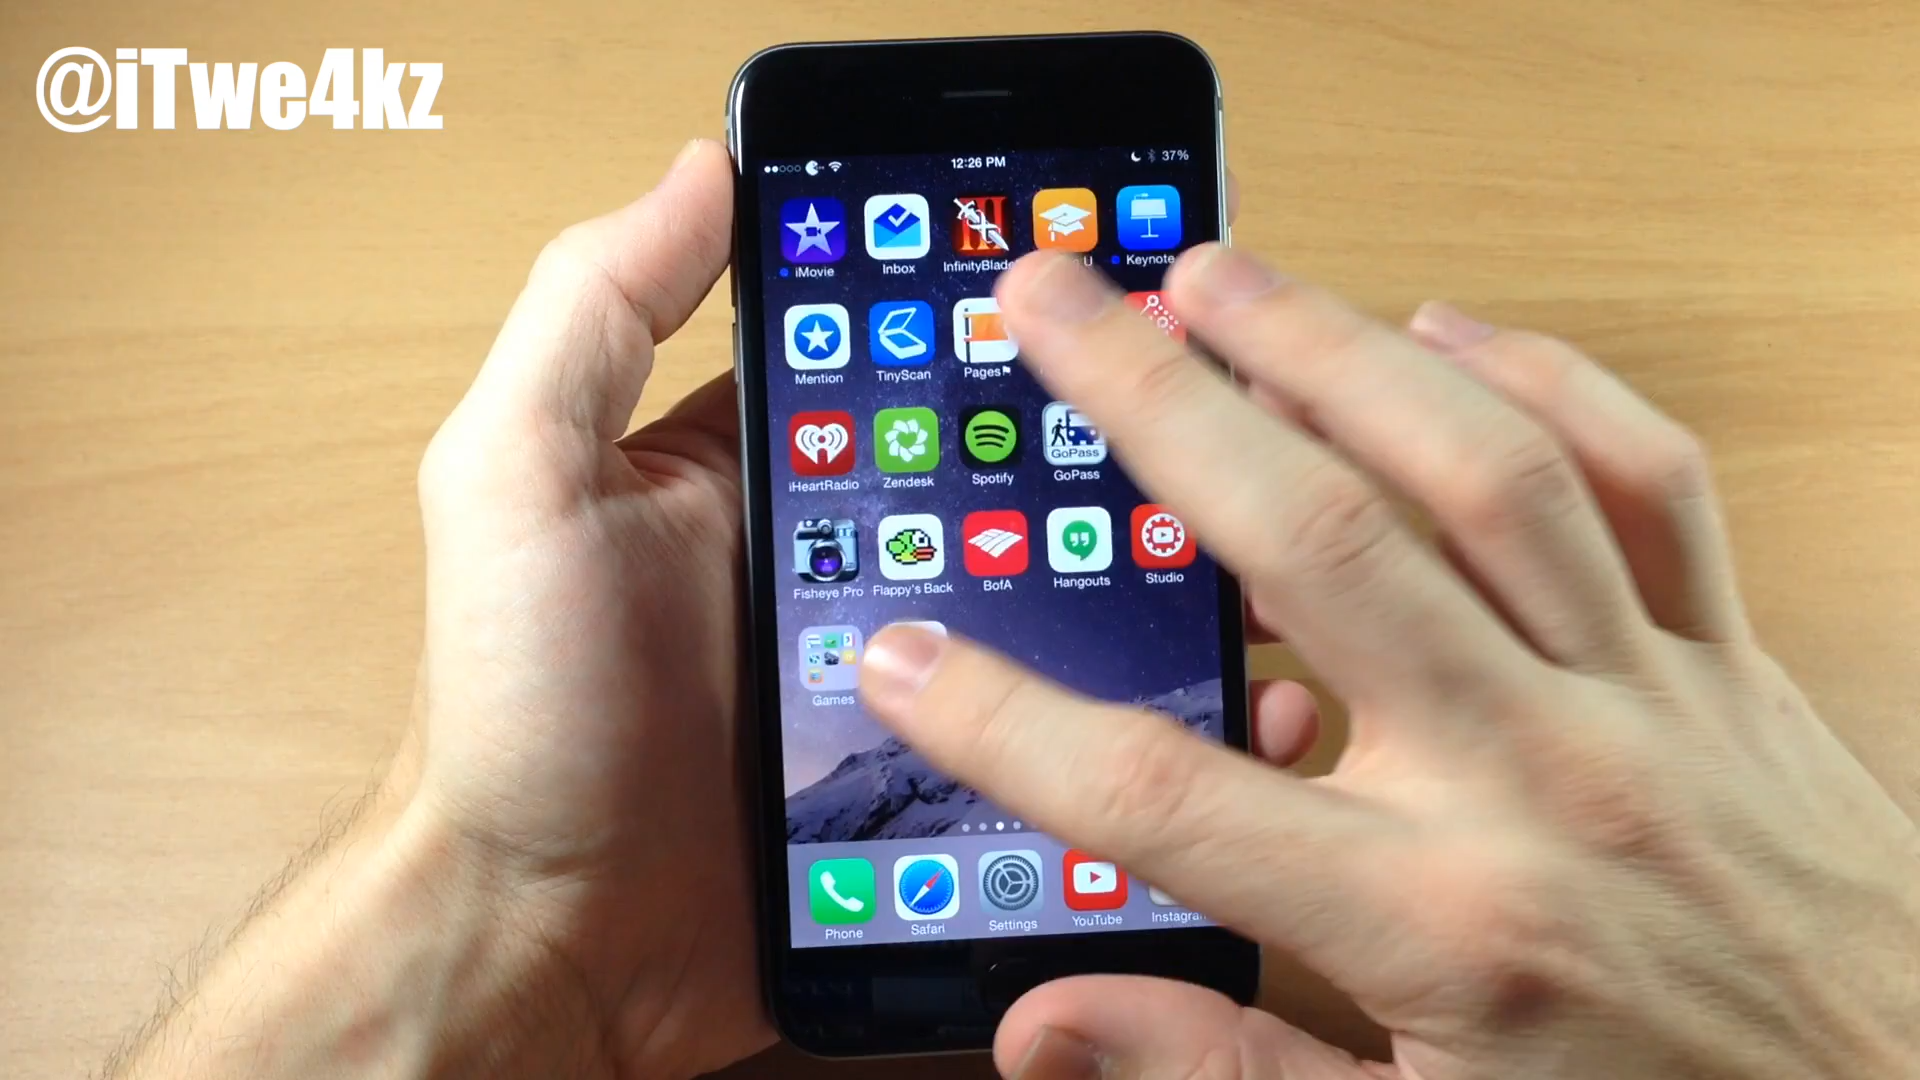 @iTwe4kz
12:26 PM
37%
iMovie
Inbox
InfinityBlade
U
Keynote
Mention
TinyScan
Pages
iHeartRadio
Zendesk
Spotify
GoPass
GoPass
Fisheye Pro
Flappy's Back
BofA
Hangouts
Studio
Games
Phone
Safari
Settings
YouTube
Instagram